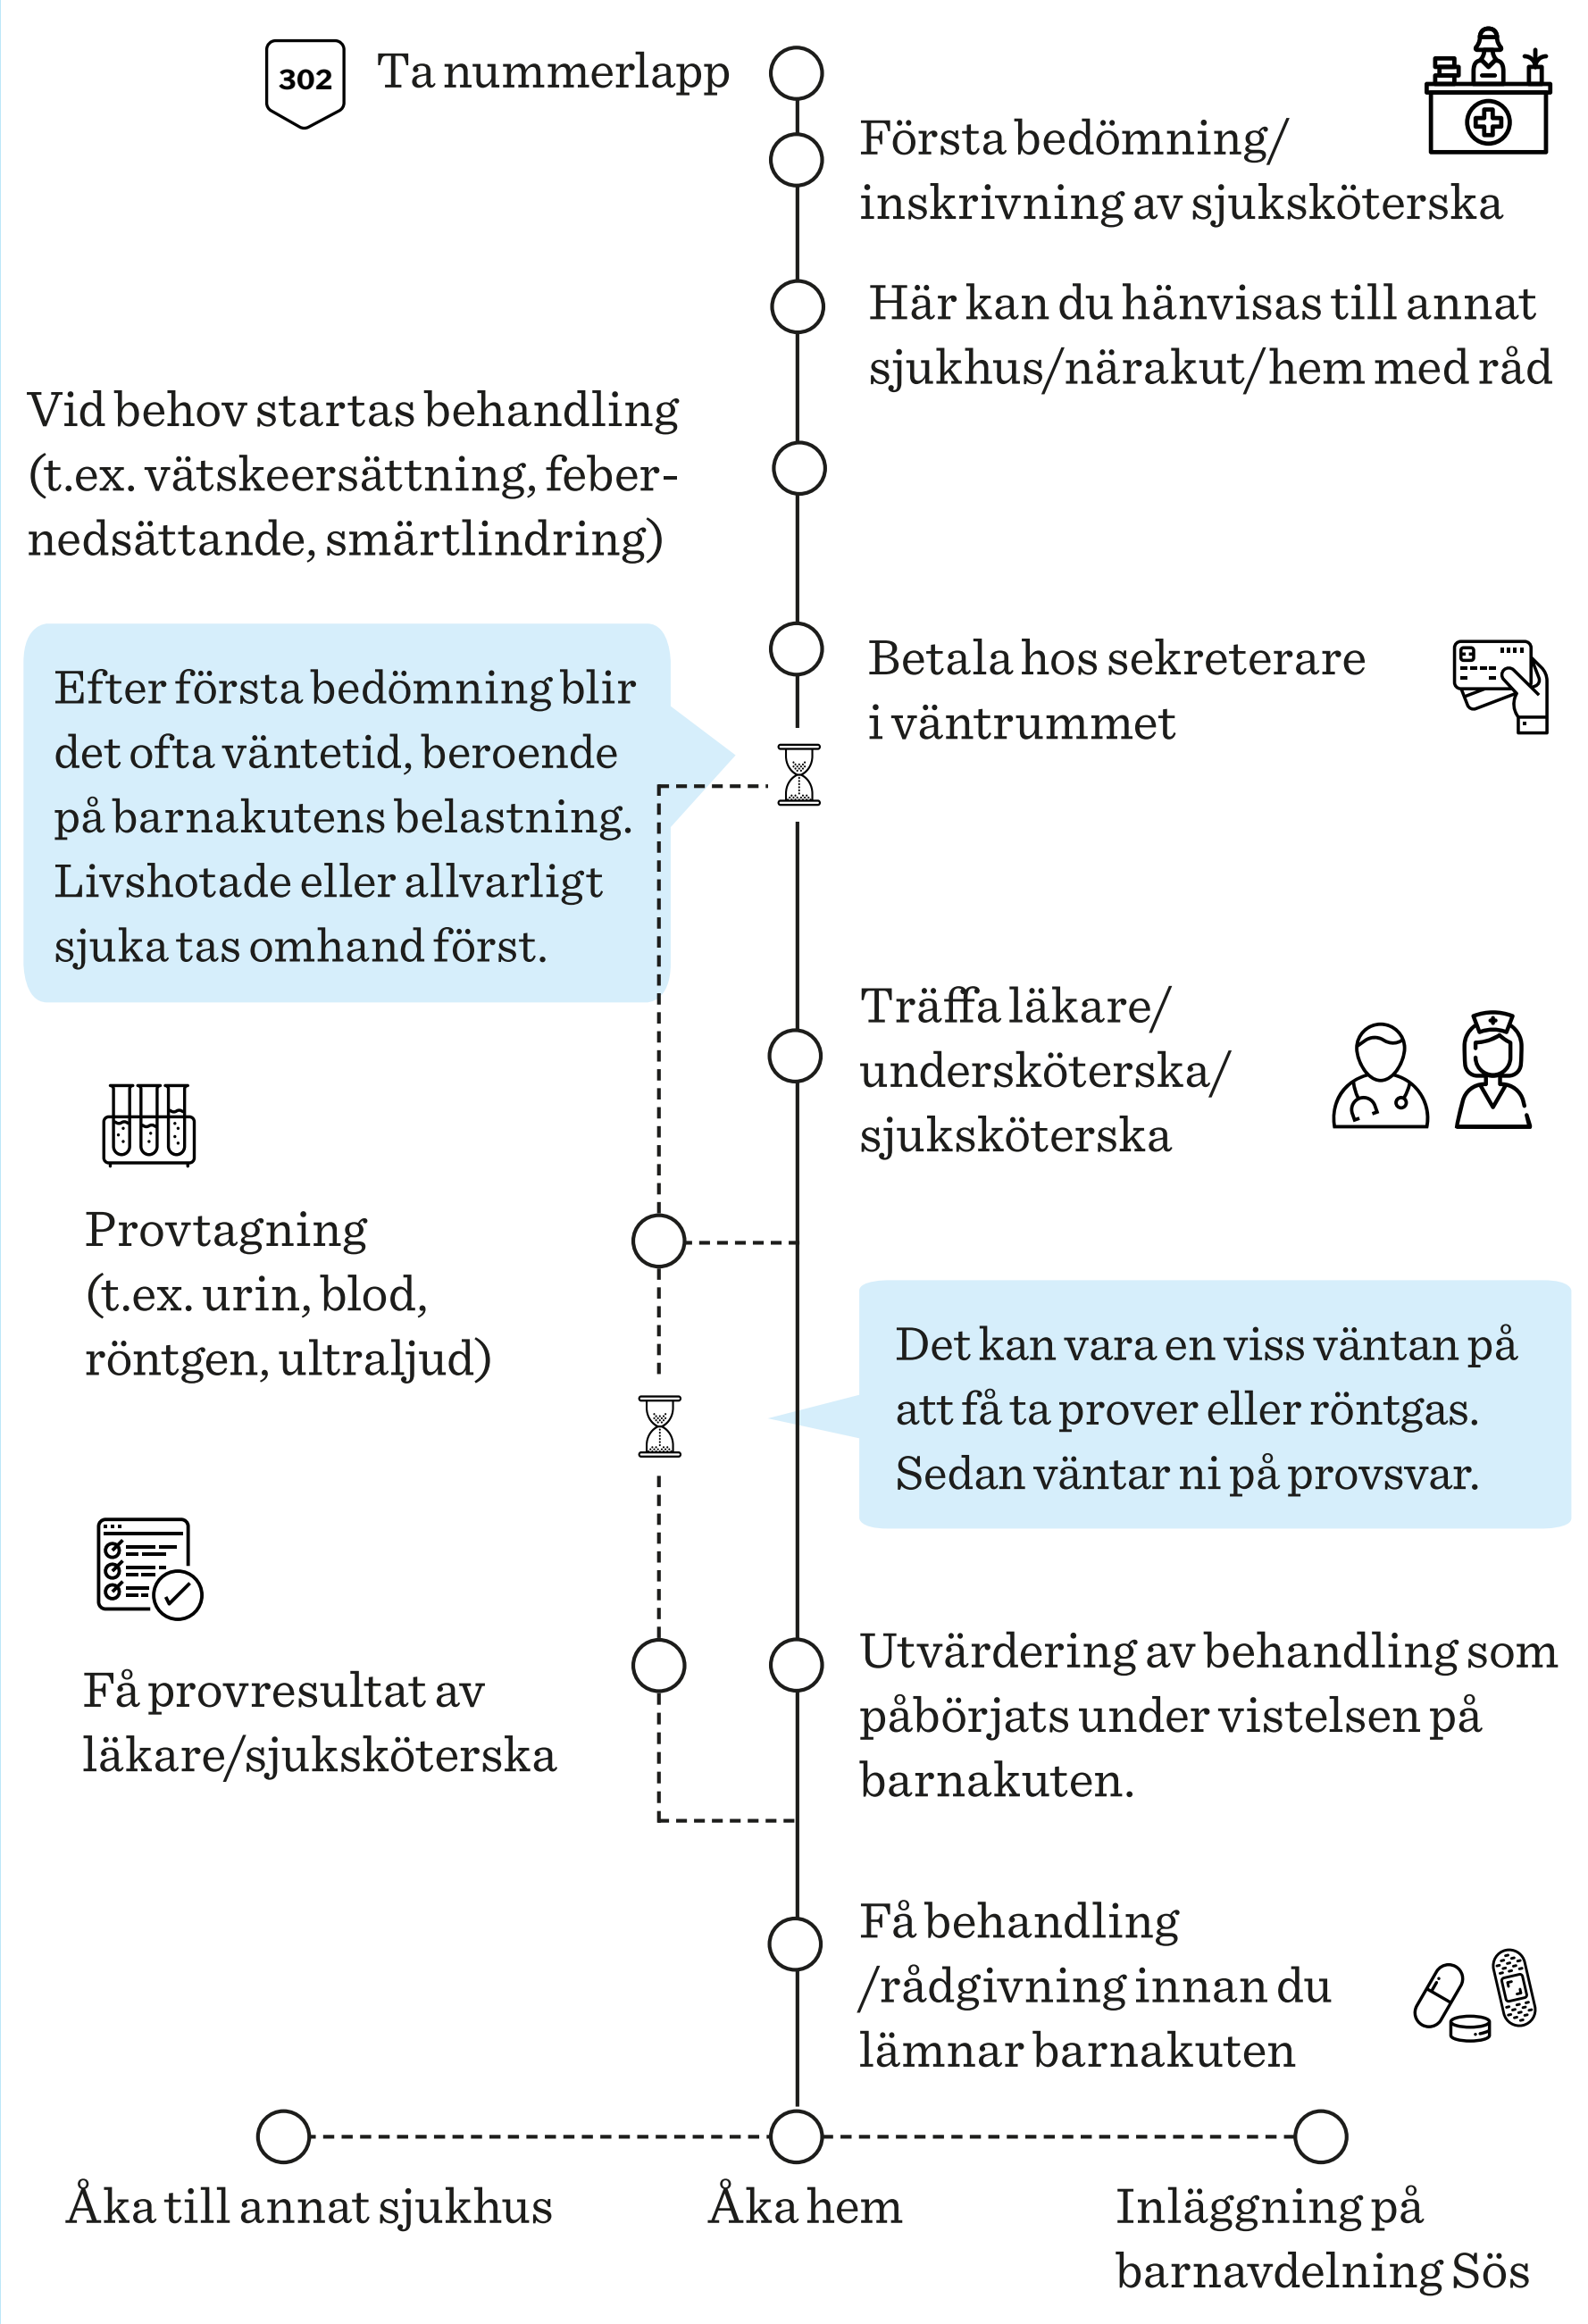 302
Ta nummerlapp
Första bedömning/
inskrivning av sjuksköterska
Här kan du hänvisas till annat
sjukhus/närakut/hem med råd
Vid behov startas behandling
(t.ex. vätskeersättning, feber-
nedsättande, smärtlindring)
Betala hos sekreterare
i väntrummet
Efter första bedömning blir
det ofta väntetid, beroende
på barnakutens belastning.
Livshotade eller allvarligt
sjuka tas omhand först.
Träffa läkare/
undersköterska/
sjuksköterska
Provtagning
(t.ex. urin, blod,
röntgen, ultraljud)
Det kan vara en viss väntan på
att få ta prover eller röntgas.
Sedan väntar ni på provsvar.
Få provresultat av
läkare/sjuksköterska
Utvärdering av behandling som
påbörjats under vistelsen på
barnakuten.
Få behandling
/rådgivning innan du
lämnar barnakuten
Åka till annat sjukhus
Åka hem
Inläggning på
barnavdelning Sös